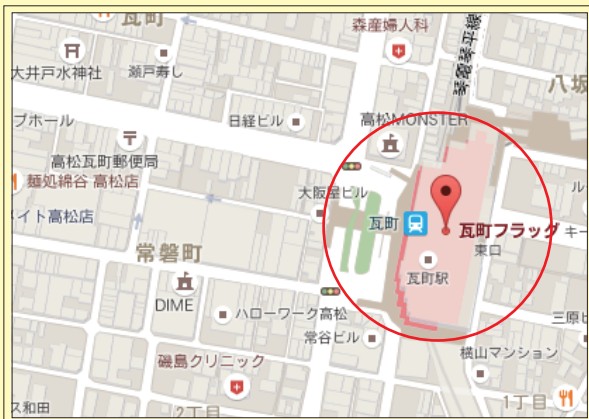 瓦町
森産婦人科
大井戸水神社
瀬戸寿し
琴電琴平線
八坂
ブホール
日経ビル
高松MONSTER
高松瓦町郵便局
麺処綿谷 高松店
大阪屋ビル
ル
メイト高松店
瓦町
瓦町フラッグ
キー
東口
常磐町
瓦町駅
DIME
ハローワーク高松
三原ビ
常谷ビル
横山マンション
磯島クリニック
1丁目
ス和田
2丁目